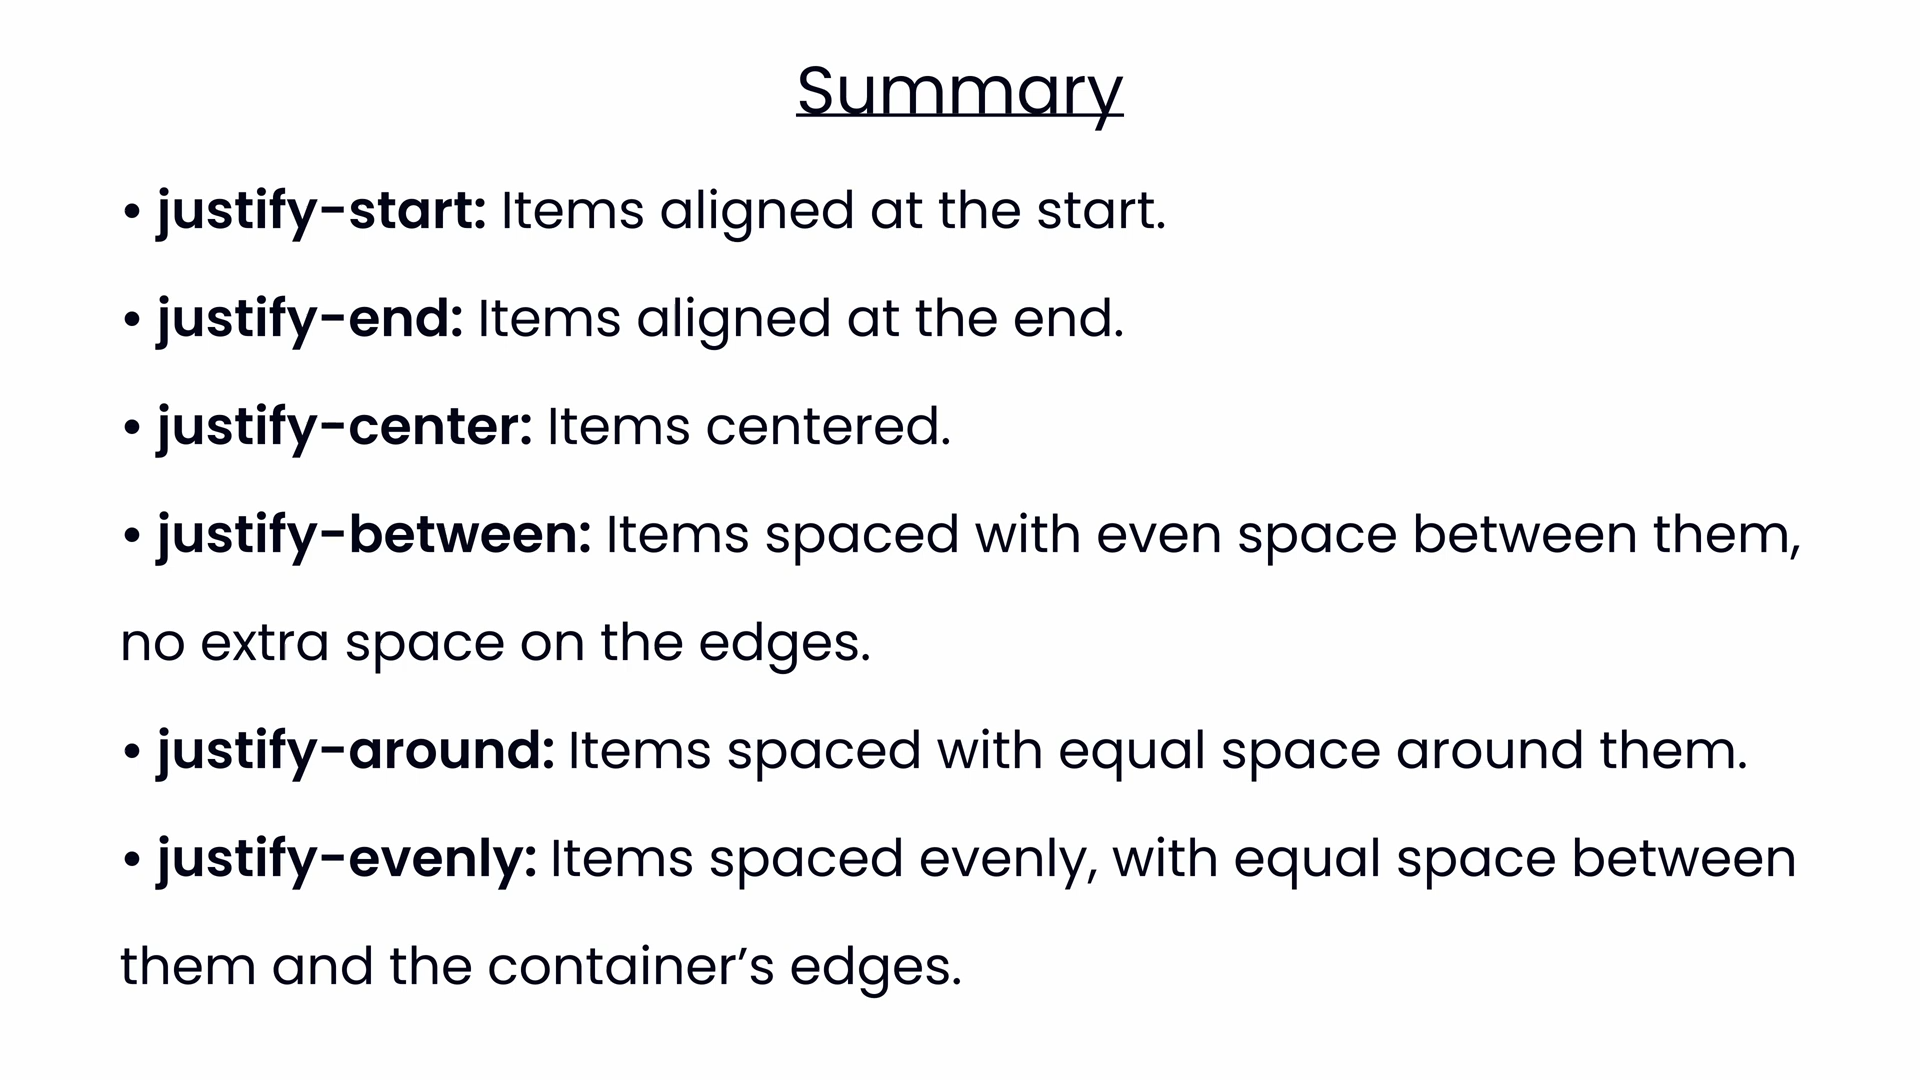 Summary
• justify-start: Items aligned at the start.
• justify-end: Items aligned at the end.
• justify-center: Items centered.
• justify-between: Items spaced with even space between them,
no extra space on the edges.
• justify-around: Items spaced with equal space around them.
• justify-evenly: Items spaced evenly, with equal space between
them and the container’s edges.